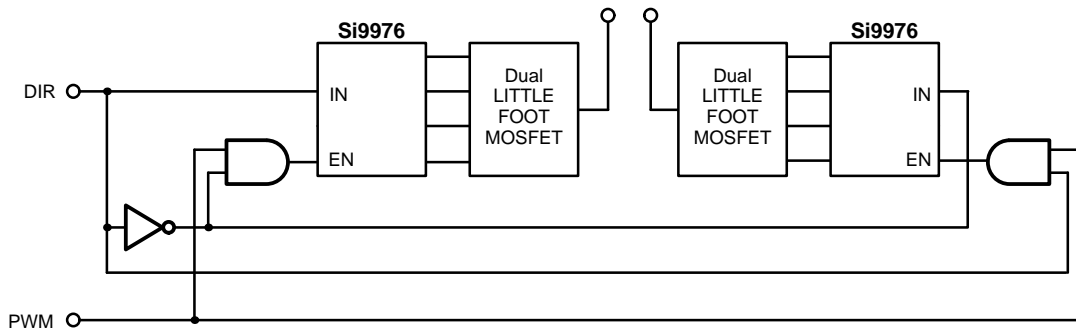 Si9976
Si9976
DIR
IN
EN
Dual
LITTLE
FOOT
MOSFET
Dual
LITTLE
FOOT
MOSFET
IN
EN
PWM